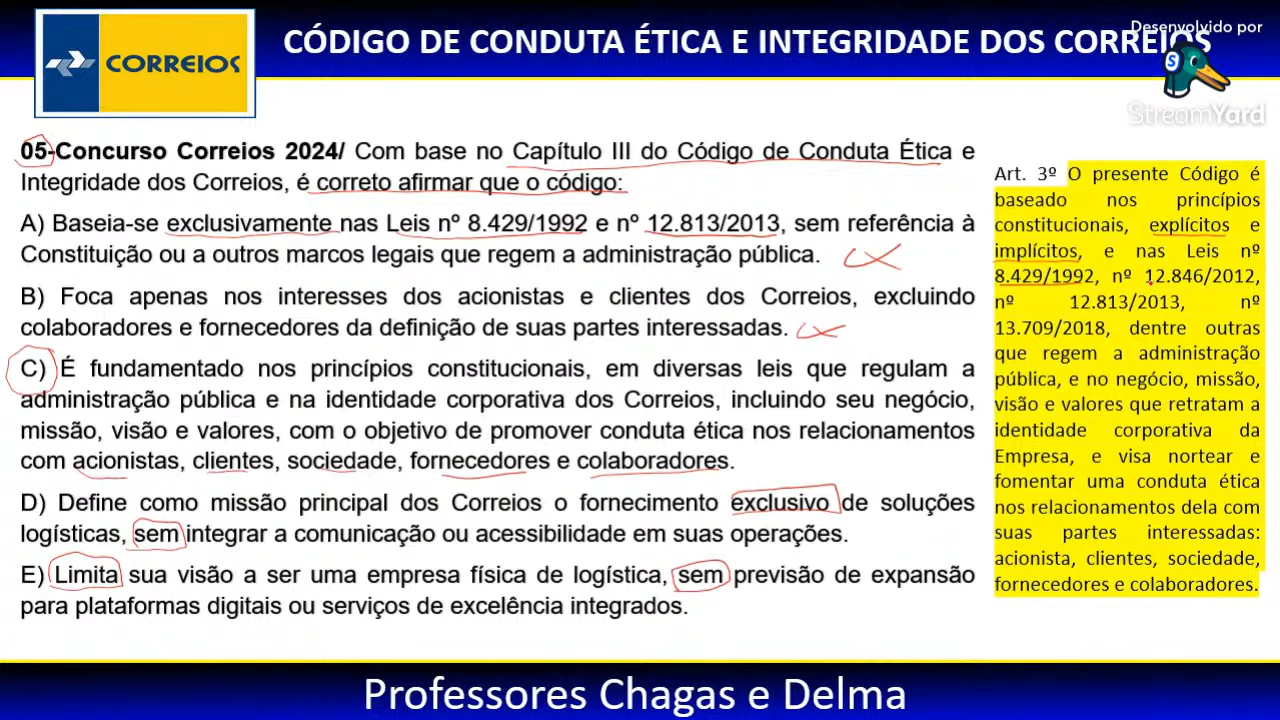 CORREIOS
CÓDIGO DE CONDUTA ÉTICA E INTEGRIDADE DOS CORREIOS
Desenvolvido por
S
StreamYard
05-Concurso Correios 2024/ Com base no Capítulo III do Código de Conduta Ética e
Integridade dos Correios, é correto afirmar que o código:
A) Baseia-se exclusivamente nas Leis nº 8.429/1992 e nº 12.813/2013, sem referência à
Constituição ou a outros marcos legais que regem a administração pública.
B) Foca apenas nos interesses dos acionistas e clientes dos Correios, excluindo
colaboradores e fornecedores da definição de suas partes interessadas.
C) É fundamentado nos princípios constitucionais, em diversas leis que regulam a
administração pública e na identidade corporativa dos Correios, incluindo seu negócio,
missão, visão e valores, com o objetivo de promover conduta ética nos relacionamentos
com acionistas, clientes, sociedade, fornecedores e colaboradores.
D) Define como missão principal dos Correios o fornecimento exclusivo de soluções
logísticas, sem integrar a comunicação ou acessibilidade em suas operações.
E) Limita sua visão a ser uma empresa física de logística, sem previsão de expansão
para plataformas digitais ou serviços de excelência integrados.
Art. 3º O presente Código é
baseado nos princípios
constitucionais, explícitos e
implícitos, e nas Leis nº
8.429/1992, nº 12.846/2012,
nº 12.813/2013, nº
13.709/2018, dentre outras
que regem a administração
pública, e no negócio, missão,
visão e valores que retratam a
identidade corporativa da
Empresa, e visa nortear e
fomentar uma conduta ética
nos relacionamentos dela com
suas partes interessadas:
acionista, clientes, sociedade,
fornecedores e colaboradores.
Professores Chagas e Delma